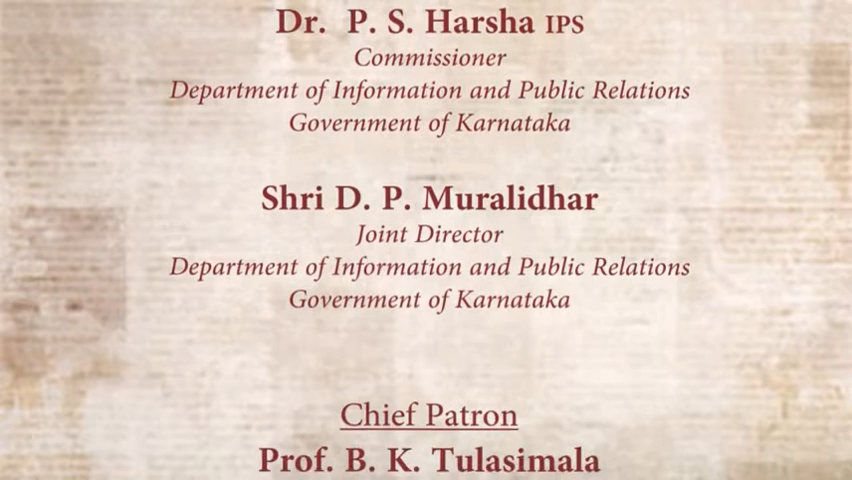 Dr. P. S. Harsha IPS
Commissioner
Department of Information and Public Relations
Government of Karnataka
Shri D. P. Muralidhar
Joint Director
Department of Information and Public Relations
Government of Karnataka
Chief Patron
Prof. B. K. Tulasimala